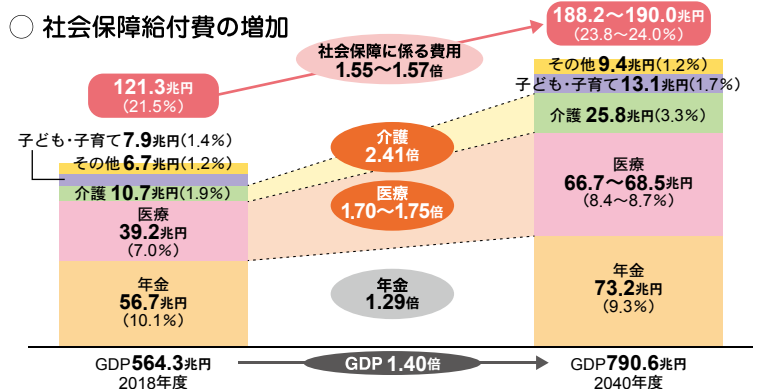 ○ 社会保障給付費の増加
121.3兆円
(21.5%)
社会保障に係る費用
1.55〜1.57倍
188.2〜190.0兆円
(23.8〜24.0%)
子ども・子育て7.9兆円(1.4%)
その他6.7兆円(1.2%)
介護10.7兆円(1.9%)
医療
39.2兆円
(7.0%)
年金
56.7兆円
(10.1%)
介護
2.41倍
医療
1.70〜1.75倍
年金
1.29倍
その他9.4兆円(1.2%)
子ども・子育て13.1兆円(1.7%)
介護25.8兆円(3.3%)
医療
66.7〜68.5兆円
(8.4〜8.7%)
年金
73.2兆円
(9.3%)
GDP564.3兆円
2018年度
GDP1.40倍
GDP790.6兆円
2040年度